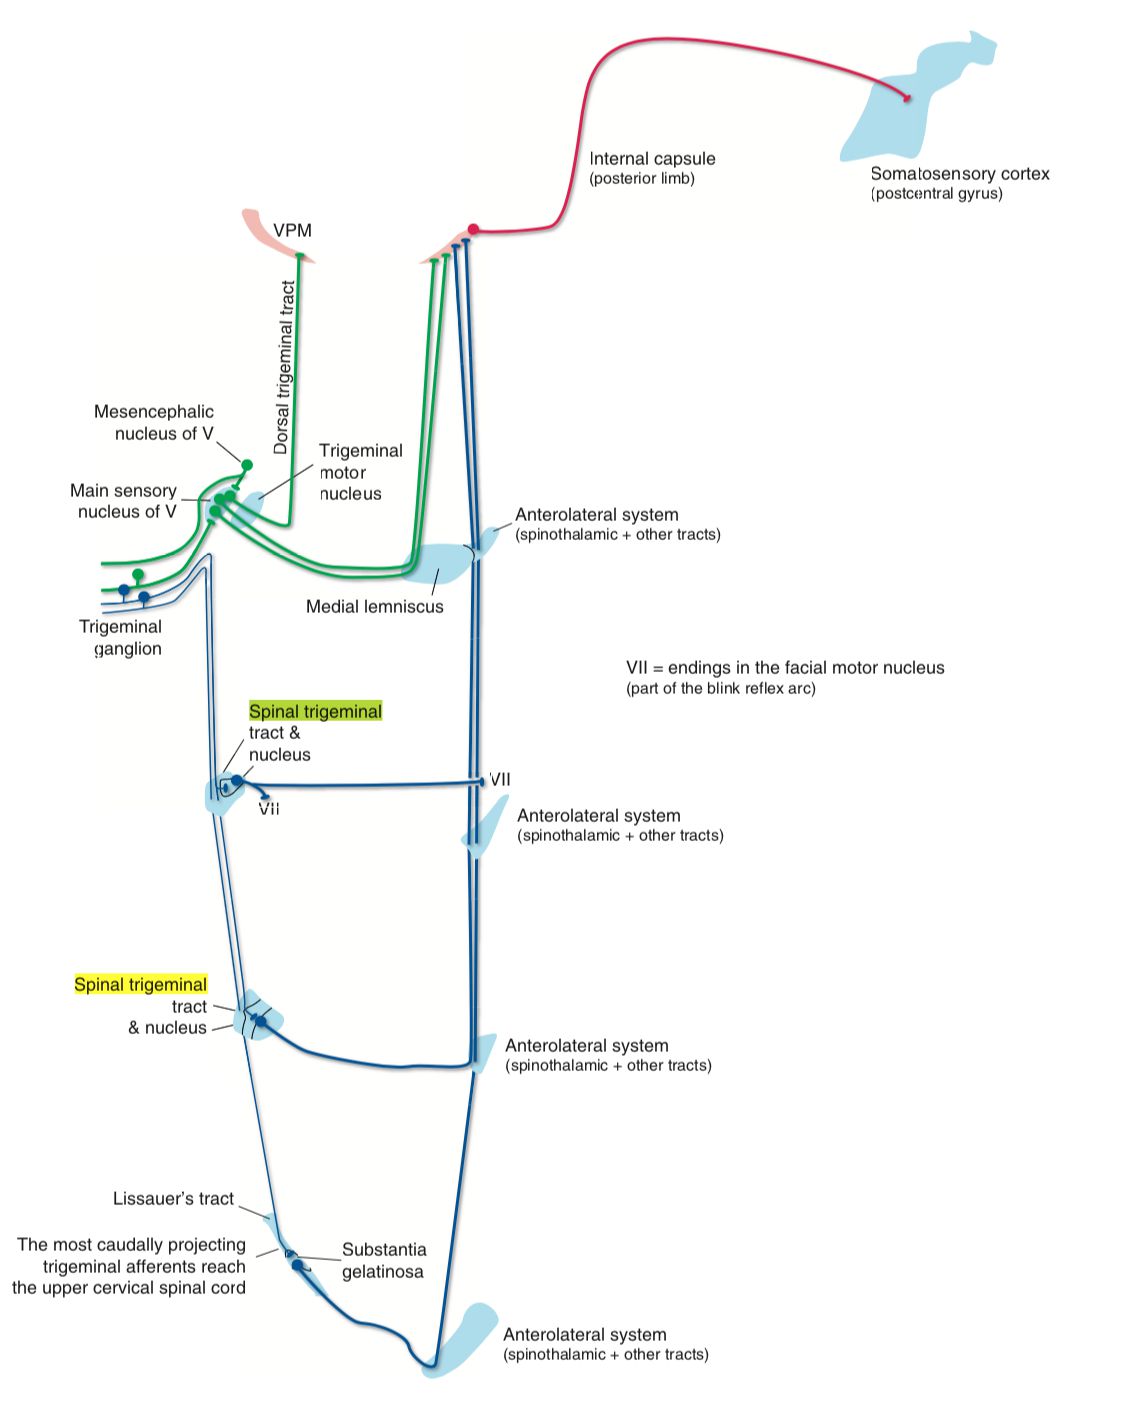 Internal capsule
(posterior limb)
Somatosensory cortex
(postcentral gyrus)
VPM
Dorsal trigeminal tract
Mesencephalic
nucleus of V
Trigeminal
motor
nucleus
Main sensory
nucleus of V
Anterolateral system
(spinothalamic + other tracts)
Medial lemniscus
Trigeminal
ganglion
VII = endings in the facial motor nucleus
(part of the blink reflex arc)
Spinal trigeminal
tract &
nucleus
VII
VII
Anterolateral system
(spinothalamic + other tracts)
Spinal trigeminal
tract
& nucleus
Anterolateral system
(spinothalamic + other tracts)
Lissauer's tract
The most caudally projecting
trigeminal afferents reach
the upper cervical spinal cord
Substantia
gelatinosa
Anterolateral system
(spinothalamic + other tracts)